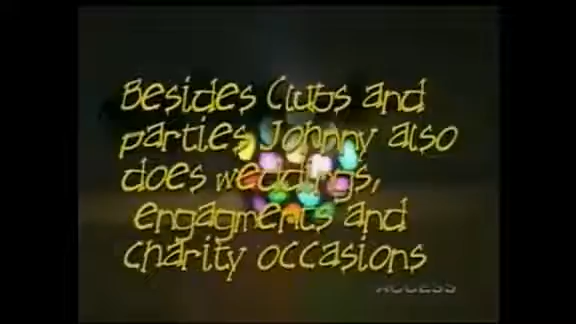 Besides Clubs and
parties Johnny also
does weddings,
engagments and
charity occasions
ACCESS